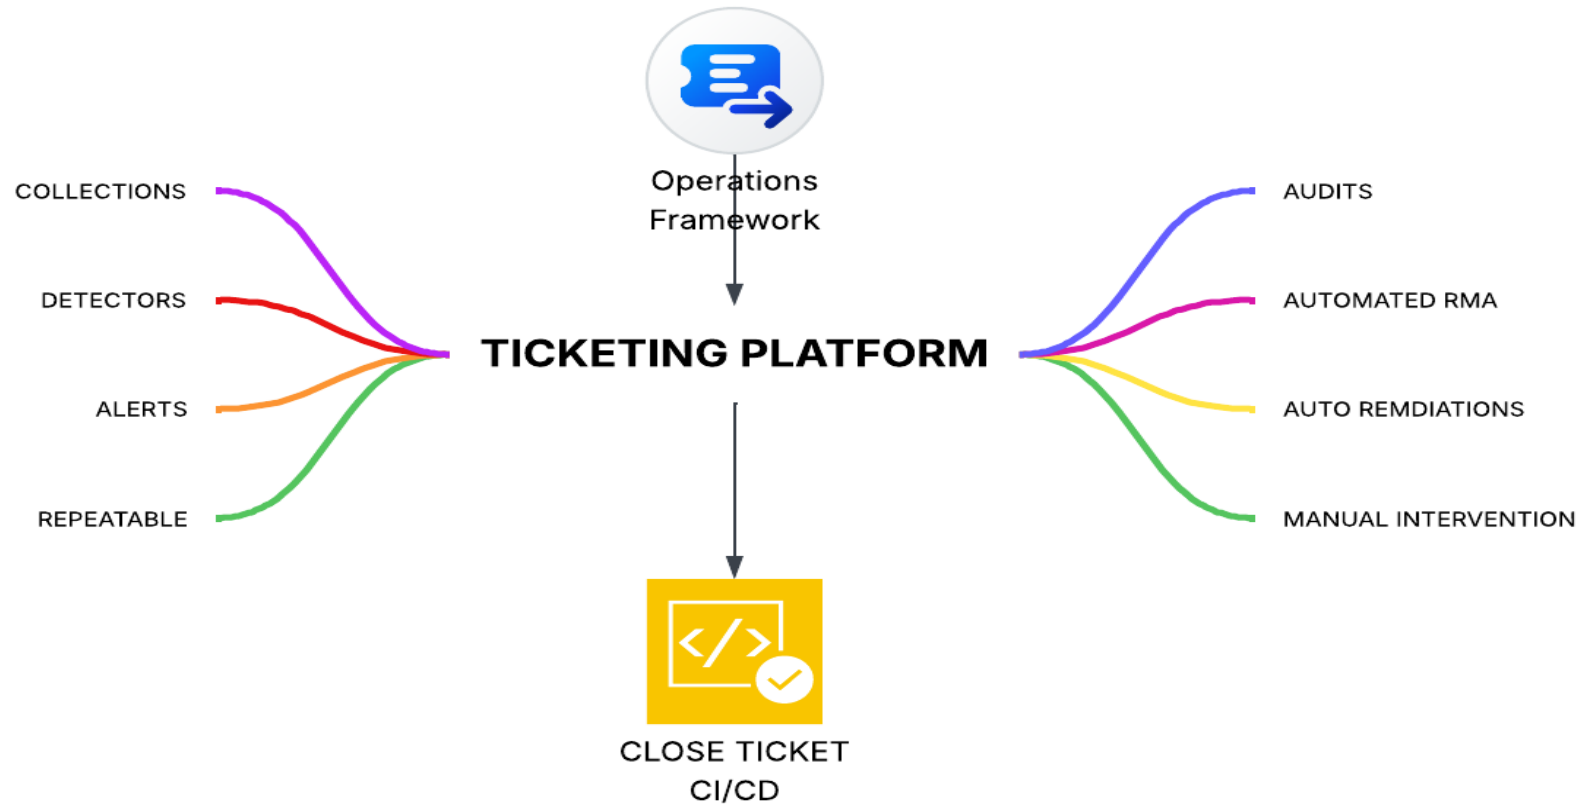 Operations
Framework
COLLECTIONS
DETECTORS
ALERTS
REPEATABLE
TICKETING PLATFORM
AUDITS
AUTOMATED RMA
AUTO REMDIATIONS
MANUAL INTERVENTION
</>
CLOSE TICKET
CI/CD